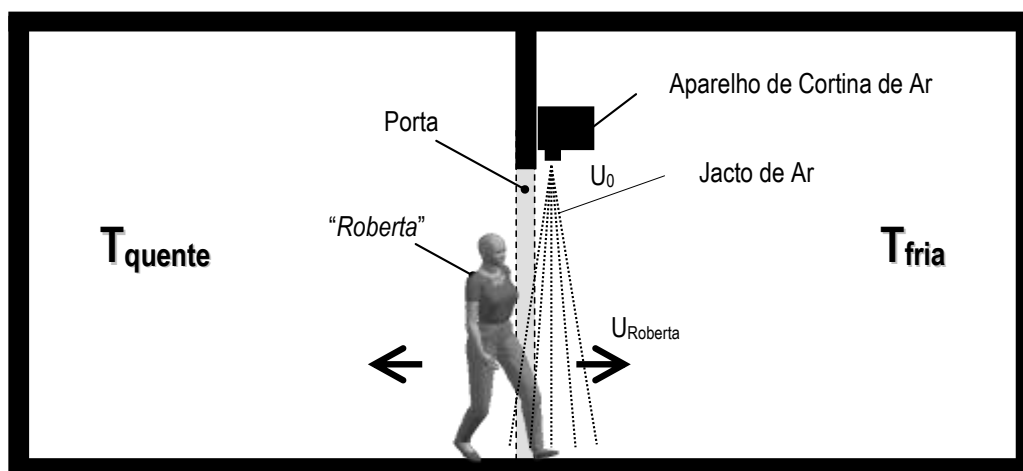 Aparelho de Cortina de Ar
Porta
U0
Jacto de Ar
“Roberta”
Tquente
Tfria
URoberta